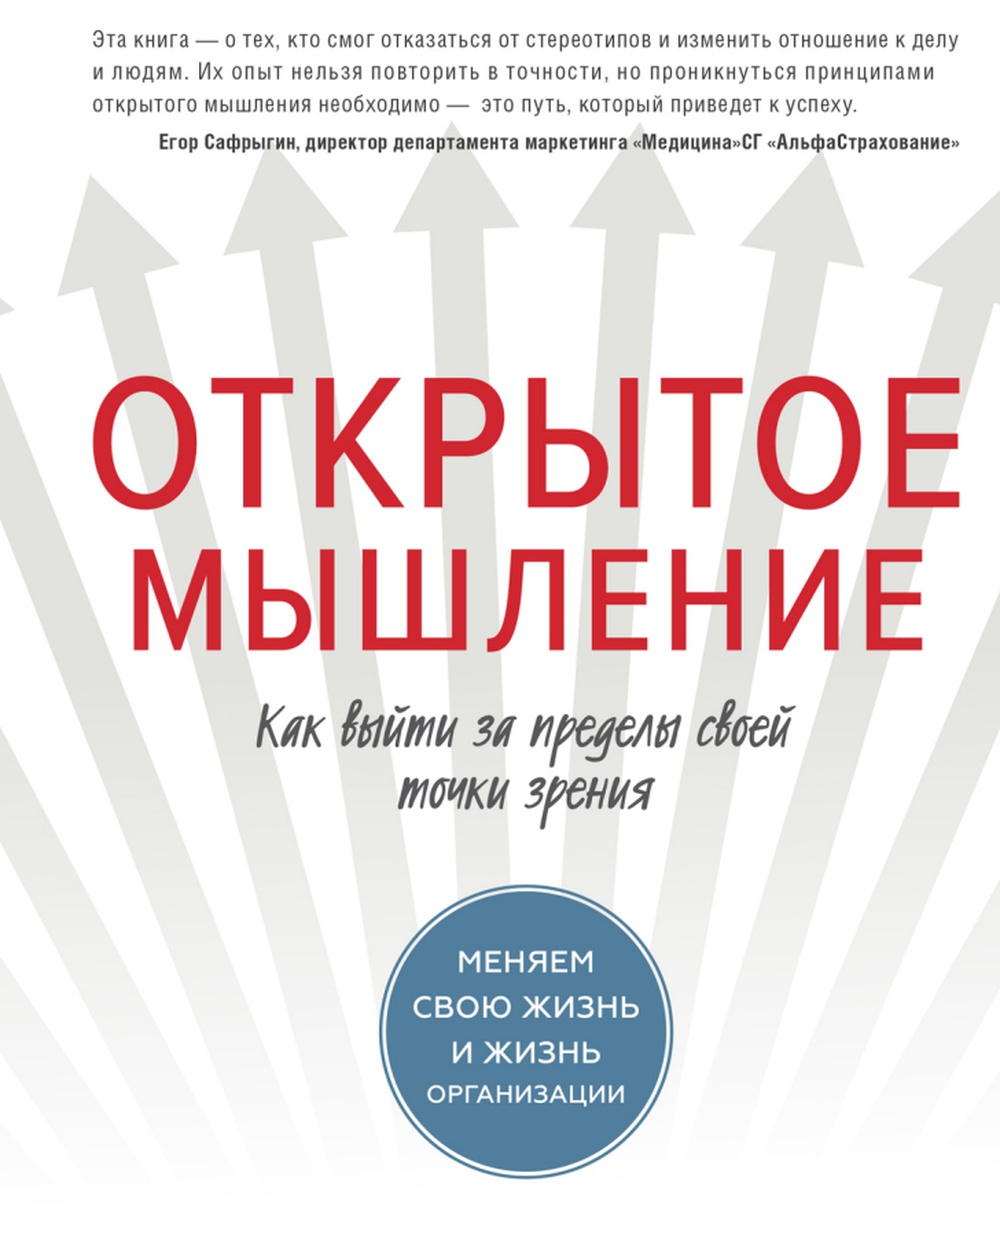 Эта книга — о тех, кто смог отказаться от стереотипов и изменить отношение к делу
и людям. Их опыт нельзя повторить в точности, но проникнуться принципами
открытого мышления необходимо — это путь, который приведет к успеху.
Егор Сафрыгин, директор департамента маркетинга «Медицина»СГ «АльфаСтрахование»
ОТКРЫТОЕ
МЫШЛЕНИЕ
Как выйти за пределы своей
точки зрения
МЕНЯЕМ
СВОЮ ЖИЗНЬ
И ЖИЗНЬ
ОРГАНИЗАЦИИ